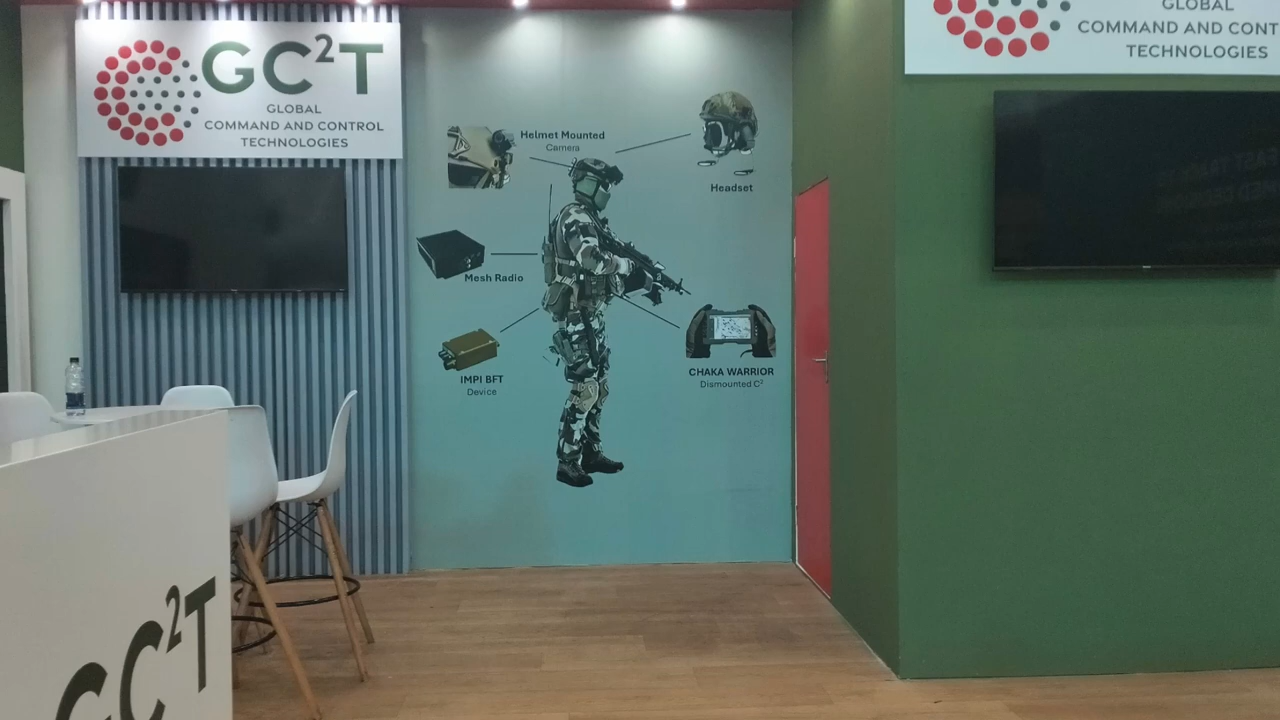 GC²T
GLOBAL
COMMAND AND CONTROL
TECHNOLOGIES
Helmet Mounted
Camera
Headset
Mesh Radio
IMPI BFT
Device
CHAKA WARRIOR
Dismounted C²
GLOBAL
COMMAND AND CONT
TECHNOLOGIES
GC²T